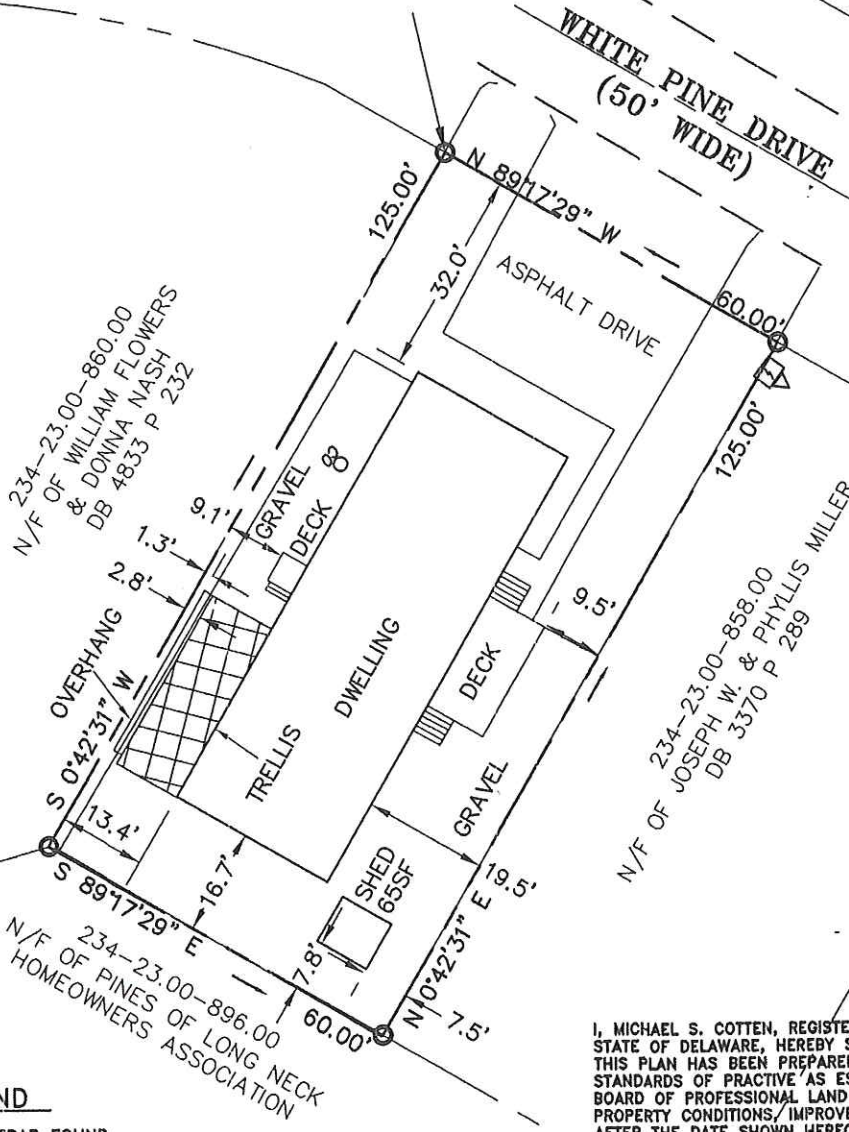 WHITE PINE DRIVE
(50' WIDE)
N 89°17'29" W
60.00'
125.00'
32.0'
ASPHALT DRIVE
234-23.00-860.00
N/F OF WILLIAM FLOWERS
& DONNA NASH
DB 4833 P 232
125.00'
GRAVEL
DECK
83
9.1'
1.3'
2.8'
OVERHANG
S 0°42'31" W
TRELLIS
DWELLING
DECK
9.5'
GRAVEL
234-23.00-858.00
N/F OF JOSEPH W. & PHYLLIS MILLER
DB 3370 P 289
13.4'
16.7'
SHED
65SF
19.5'
N 0°42'31" E
7.8'
7.5'
S 89°17'29" E
60.00'
234-23.00-896.00
N/F OF PINES OF LONG NECK
HOMEOWNERS ASSOCIATION
ND
I, MICHAEL S. COTTEN, REGISTE
STATE OF DELAWARE, HEREBY S
THIS PLAN HAS BEEN PREPARE
STANDARDS OF PRACTIVE AS ES
BOARD OF PROFESSIONAL LAND
PROPERTY CONDITIONS, IMPROVE